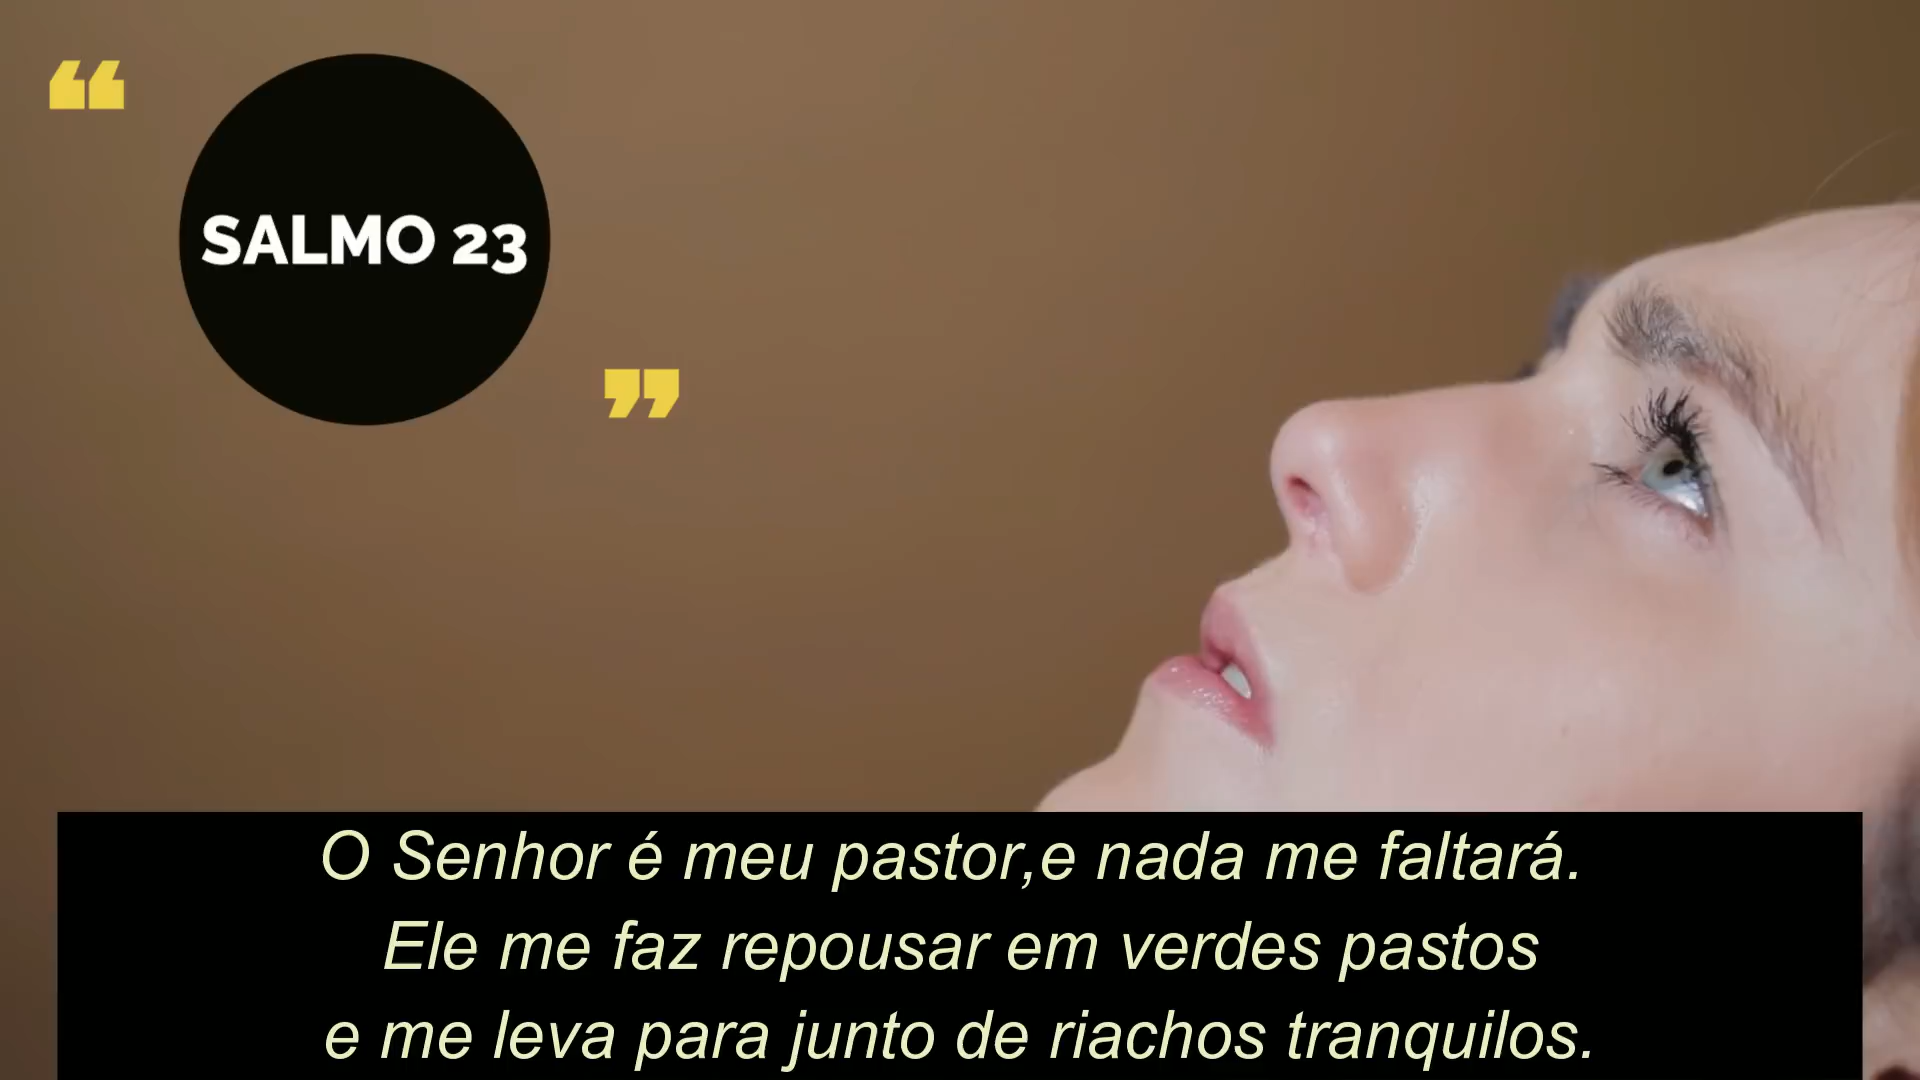 ❝
SALMO 23
❞
O Senhor é meu pastor,e nada me faltará.
Ele me faz repousar em verdes pastos
e me leva para junto de riachos tranquilos.